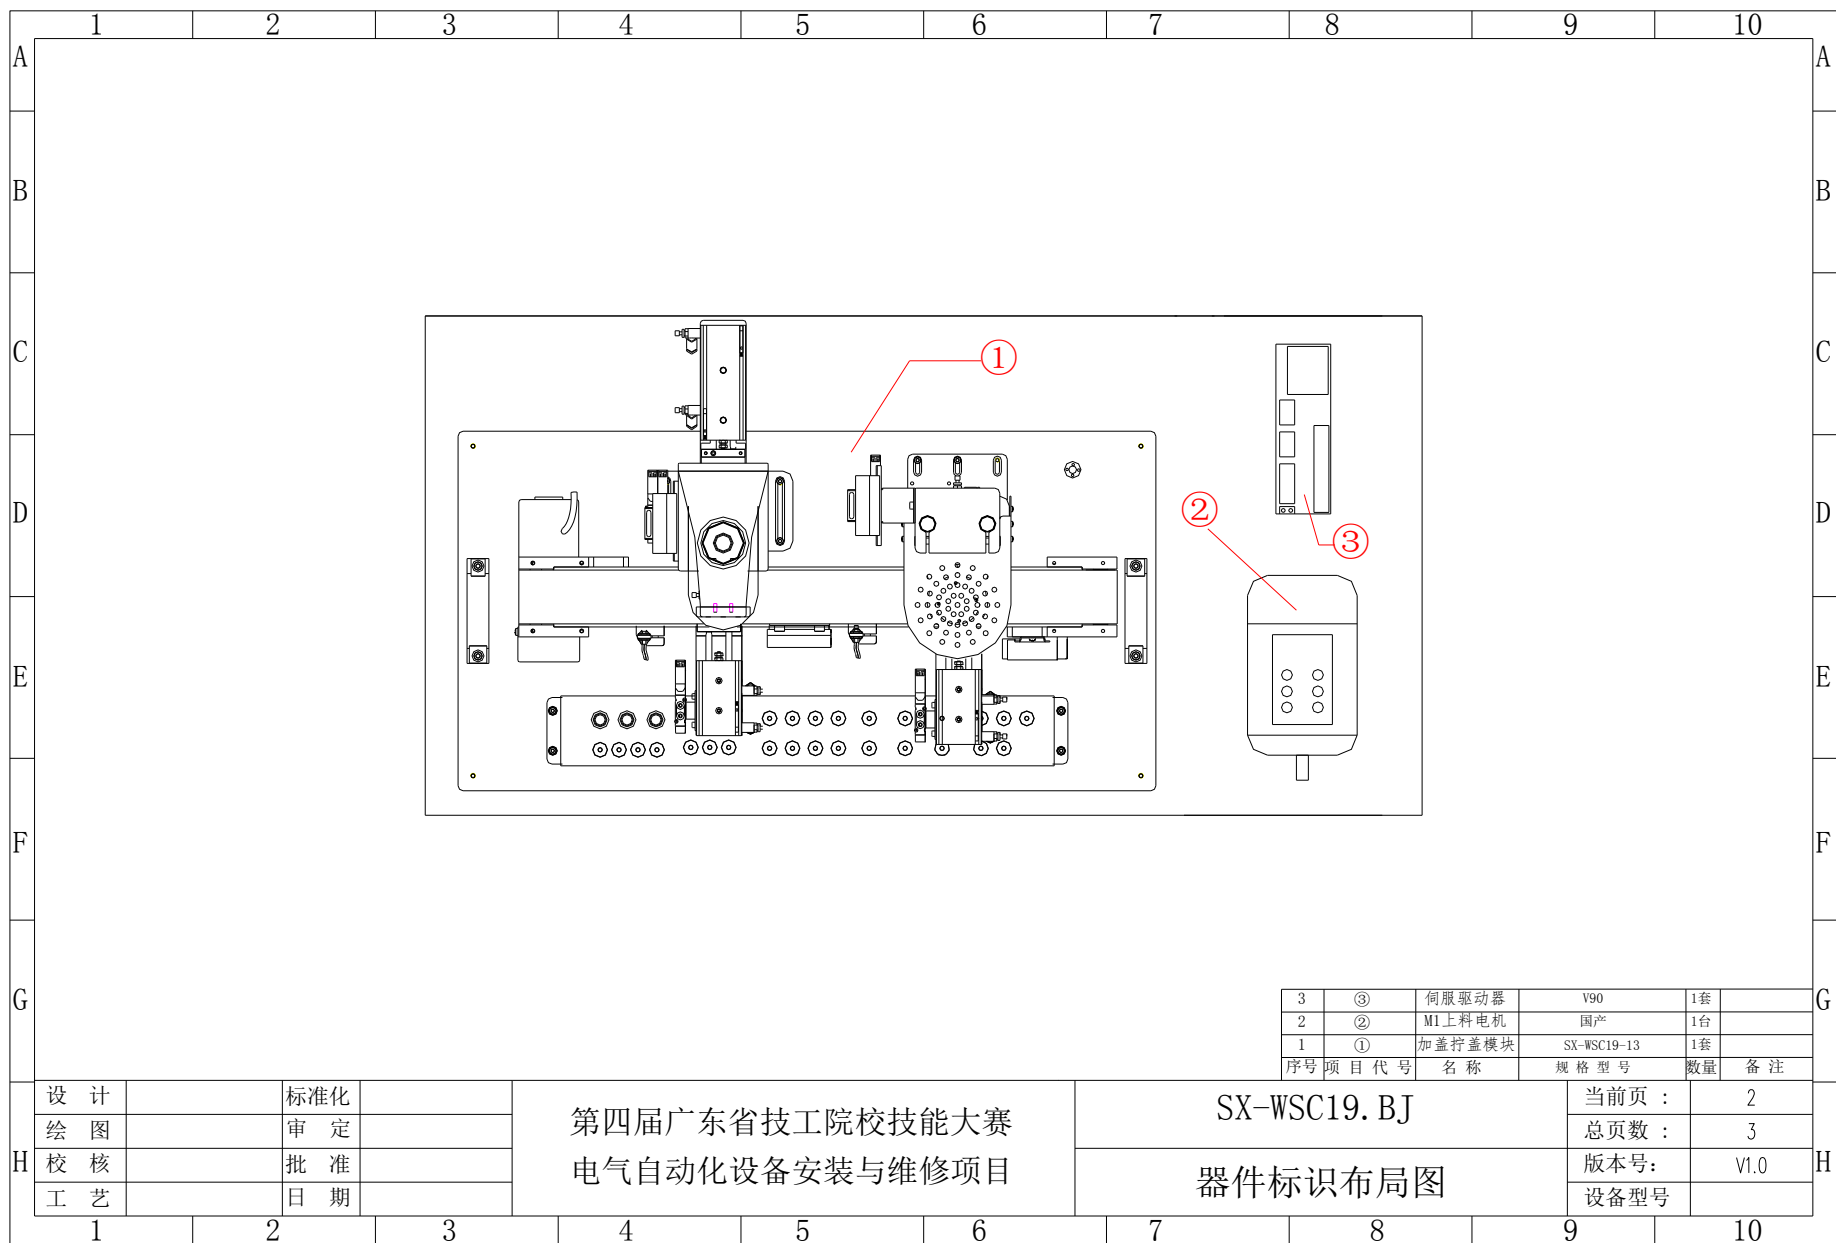 1 2 3 4 5 6 7 8 9 10
A A
B B
C C
①
D D
②
③
E E
F F
G G
3 ③ 伺服驱动器 V90 1套
2 ② M1上料电机 国产 1台
1 ① 加盖拧盖模块 SX-WSC19-13 1套
序号 项目代号 名称 规格型号 数量 备注
设计 标准化
绘图 审定
校核 批准
工艺 日期
第四届广东省技工院校技能大赛
电气自动化设备安装与维修项目
SX-WSC19.BJ
器件标识布局图
当前页: 2
总页数: 3
版本号: V1.0
设备型号
H H
1 2 3 4 5 6 7 8 9 10